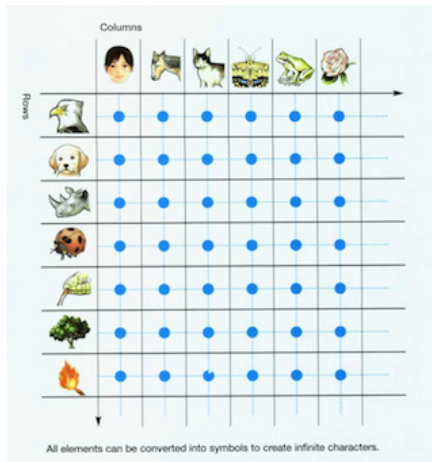 Columns
Rows
All elements can be converted into symbols to create infinite characters.